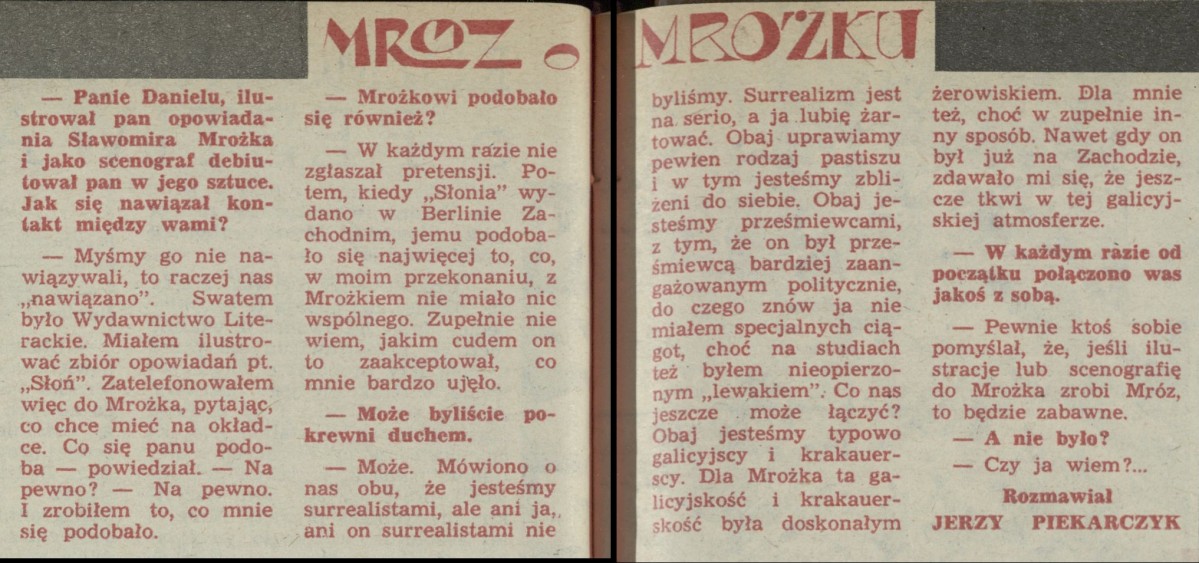 MRÓZ O MROŻKU
— Panie Danielu, ilu-
strował pan opowiada-
nia Sławomira Mrożka
i jako scenograf debiu-
tował pan w jego sztuce.
Jak się nawiązał kon-
takt między wami?
— Myśmy go nie na-
wiązywali, to raczej nas
„nawiązano”. Swatem
było Wydawnictwo Lite-
rackie. Miałem ilustro-
wać zbiór opowiadań pt.
„Słoń”. Zatelefonowałem
więc do Mrożka, pytając,
co chce mieć na okład-
ce. Co się panu podo-
ba — powiedział. — Na
pewno? — Na pewno.
I zrobiłem to, co mnie
się podobało.
— Mrożkowi podobało
się również?
— W każdym razie nie
zgłaszał pretensji. Po-
tem, kiedy „Słonia” wy-
dano w Berlinie Za-
chodnim, jemu podoba-
ło się najwięcej to, co,
w moim przekonaniu, z
Mrożkiem nie miało nic
wspólnego. Zupełnie nie
wiem, jakim cudem on
to zaakceptował, co
mnie bardzo ujęło.
— Może byliście po-
krewni duchem.
— Może. Mówiono o
nas obu, że jesteśmy
surrealistami, ale ani ja,
ani on surrealistami nie
byliśmy. Surrealizm jest
na serio, a ja lubię żar-
tować. Obaj uprawiamy
pewien rodzaj pastiszu
i w tym jesteśmy zbli-
żeni do siebie. Obaj je-
steśmy prześmiewcami,
z tym, że on był prze-
śmiewcą bardziej zaan-
gażowanym politycznie,
do czego znów ja nie
miałem specjalnych cią-
got, choć na studiach
też byłem nieopierzo-
nym „lewakiem”. Co nas
jeszcze może łączyć?
Obaj jesteśmy typowo
galicyjscy i krakauer-
scy. Dla Mrożka ta ga-
licyjskość i krakauer-
skość była doskonałym
żerowiskiem. Dla mnie
też, choć w zupełnie in-
ny sposób. Nawet gdy on
był już na Zachodzie,
zdawało mi się, że jesz-
cze tkwi w tej galicyj-
skiej atmosferze.
— W każdym razie od
początku połączono was
jakoś z sobą.
— Pewnie ktoś sobie
pomyślał, że, jeśli ilu-
stracje lub scenografię
do Mrożka zrobi Mróz,
to będzie zabawne.
— A nie było?
— Czy ja wiem?...
Rozmawiał
JERZY PIEKARCZYK